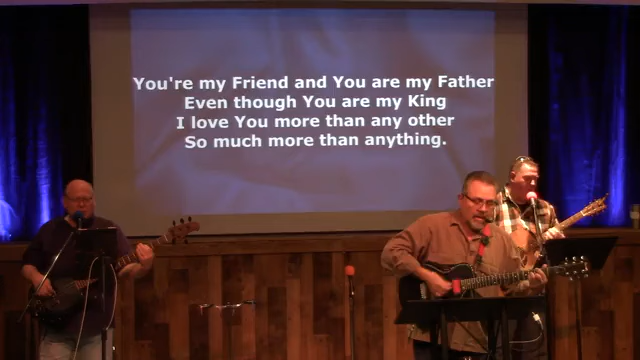 You're my Friend and You are my Father
Even though You are my King
I love You more than any other
So much more than anything.